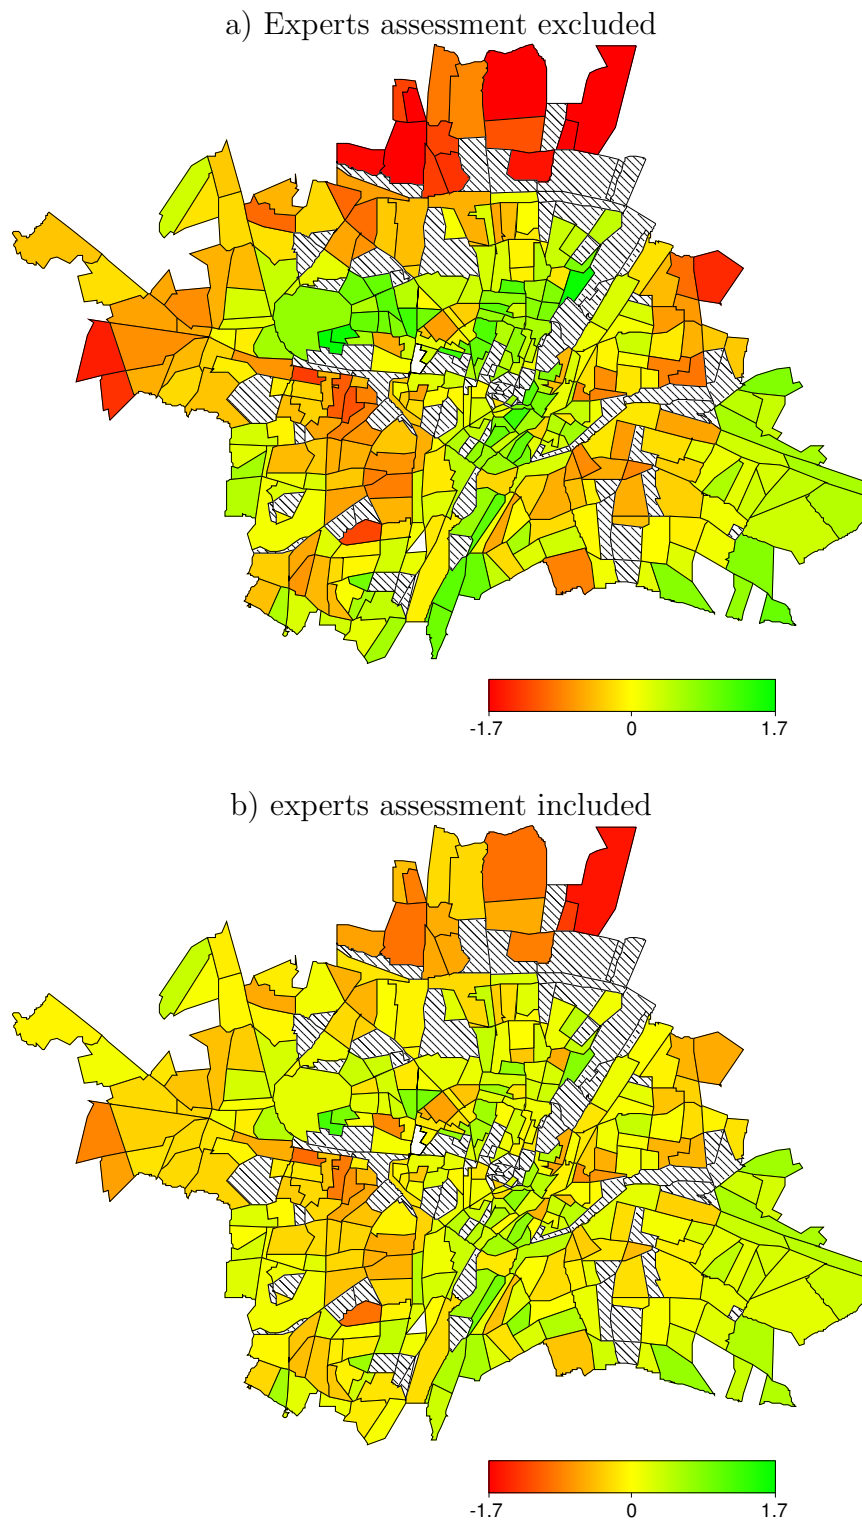 a) Experts assessment excluded
-1.7 0 1.7
b) experts assessment included
-1.7 0 1.7